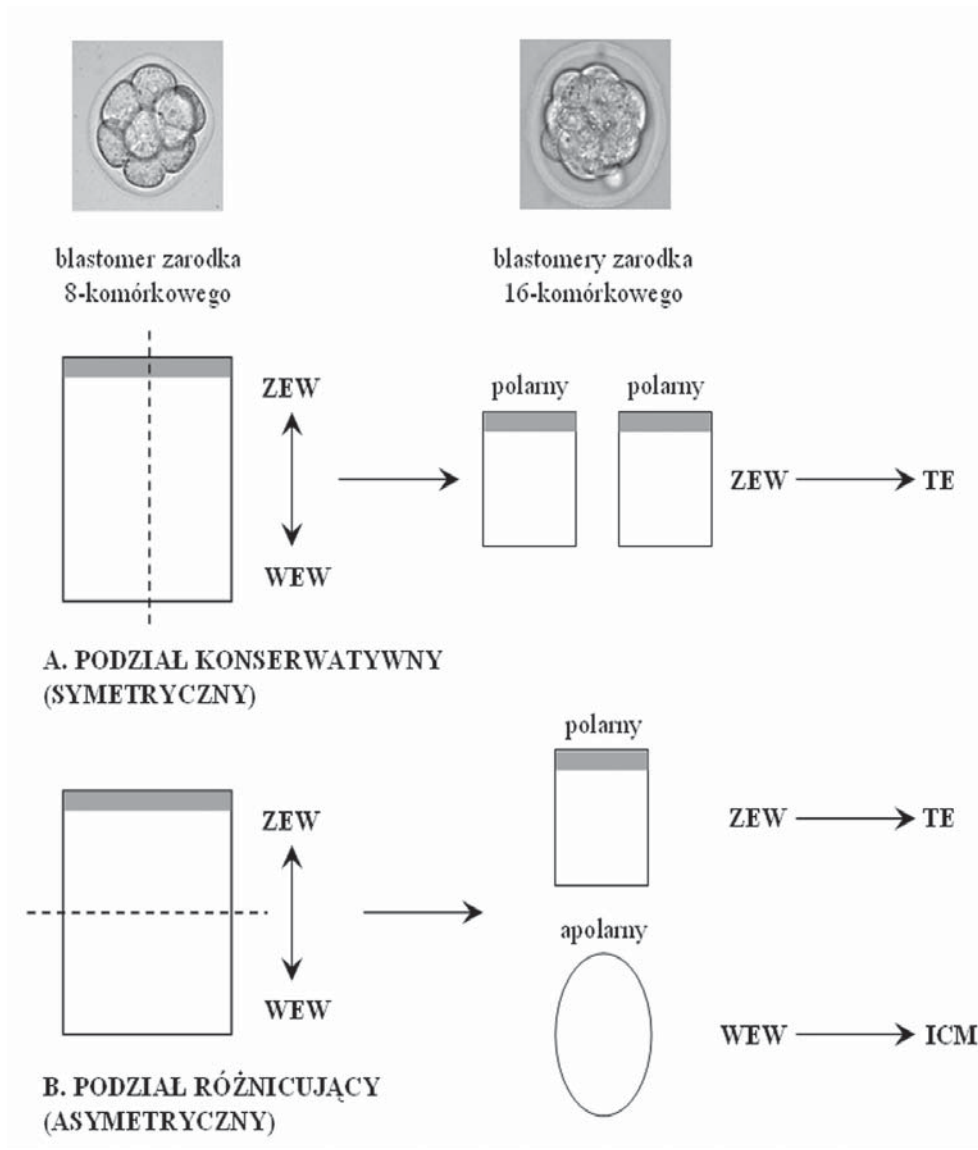 blastomer zarodka
8-komórkowego
blastomery zarodka
16-komórkowego
ZEW
WEW
polarny
polarny
ZEW
TE
A. PODZIAŁ KONSERWATYWNY
(SYMETRYCZNY)
ZEW
WEW
polarny
ZEW
TE
apolarny
WEW
ICM
B. PODZIAŁ RÓŻNICUJĄCY
(ASYMETRYCZNY)